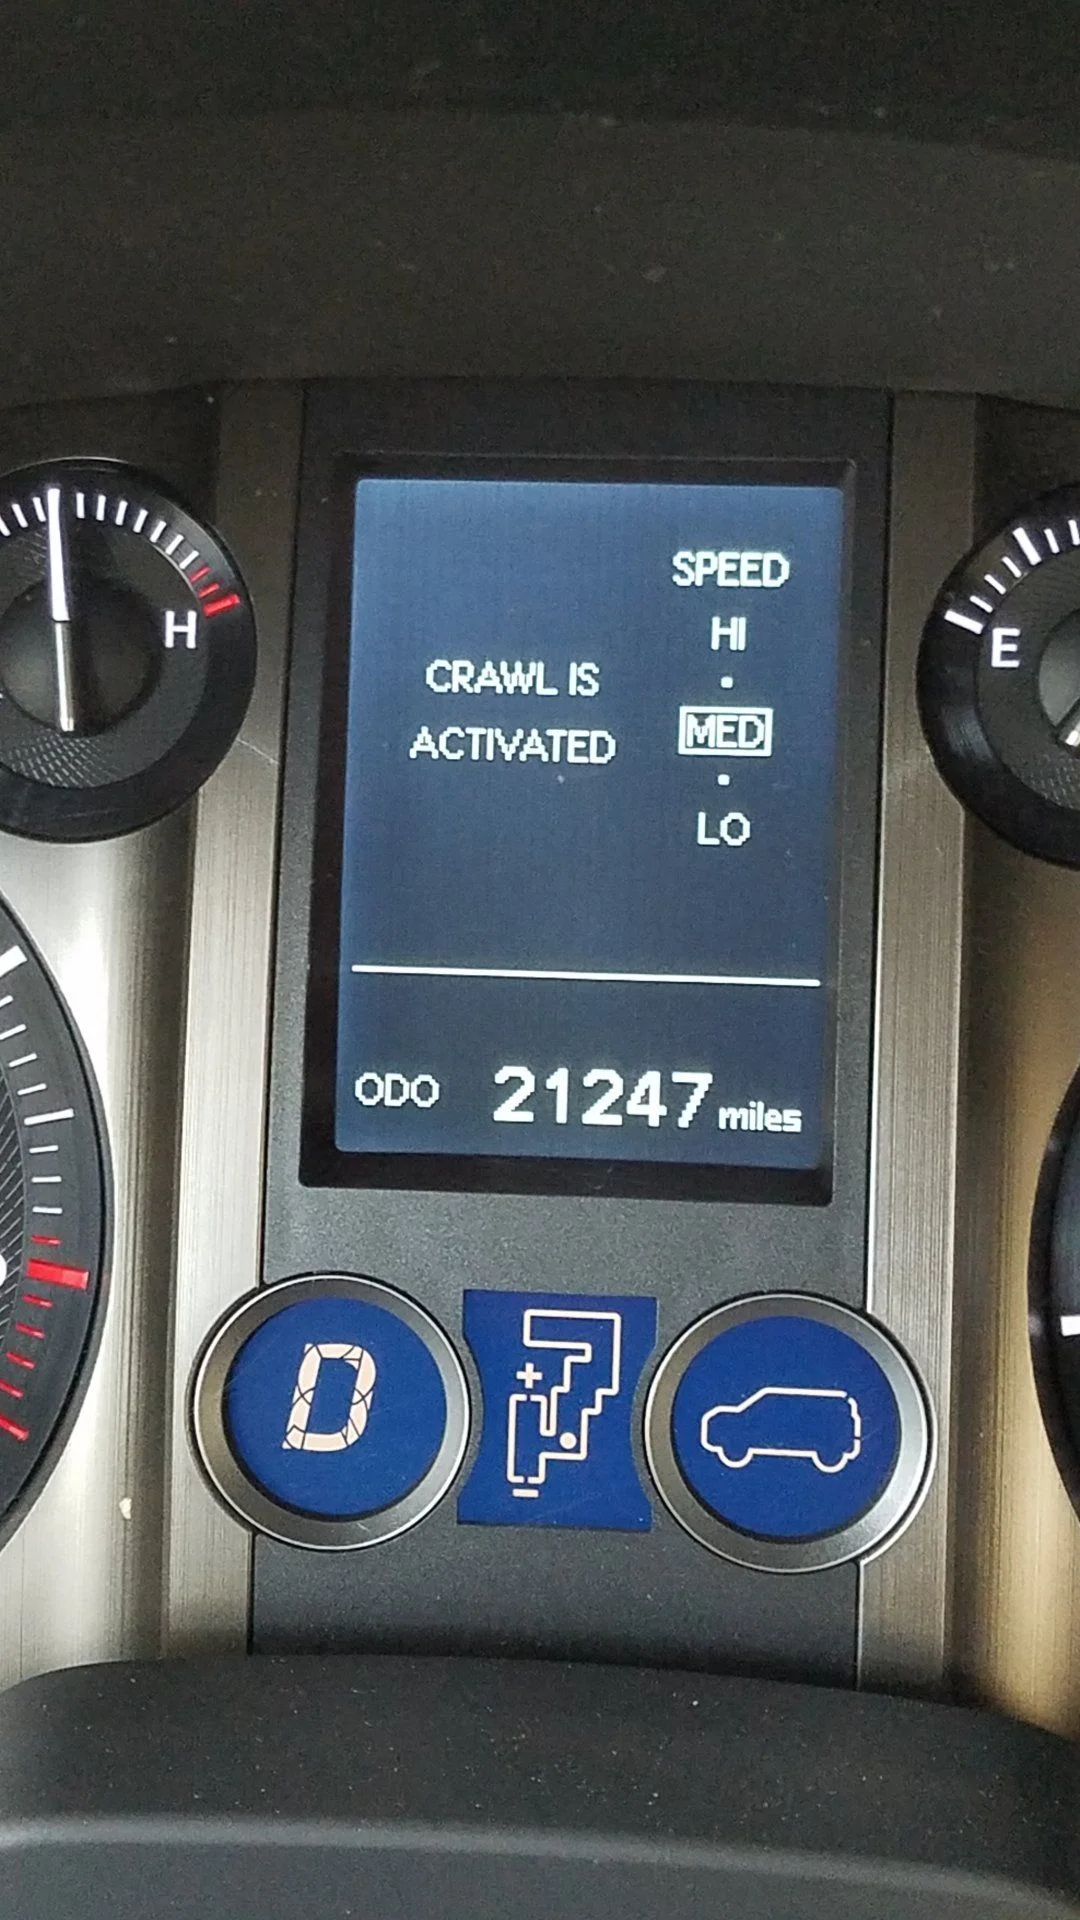 SPEED
HI
CRAWL IS
MED
ACTIVATED
LO
H
E
ODO 21247 miles
D
+
-